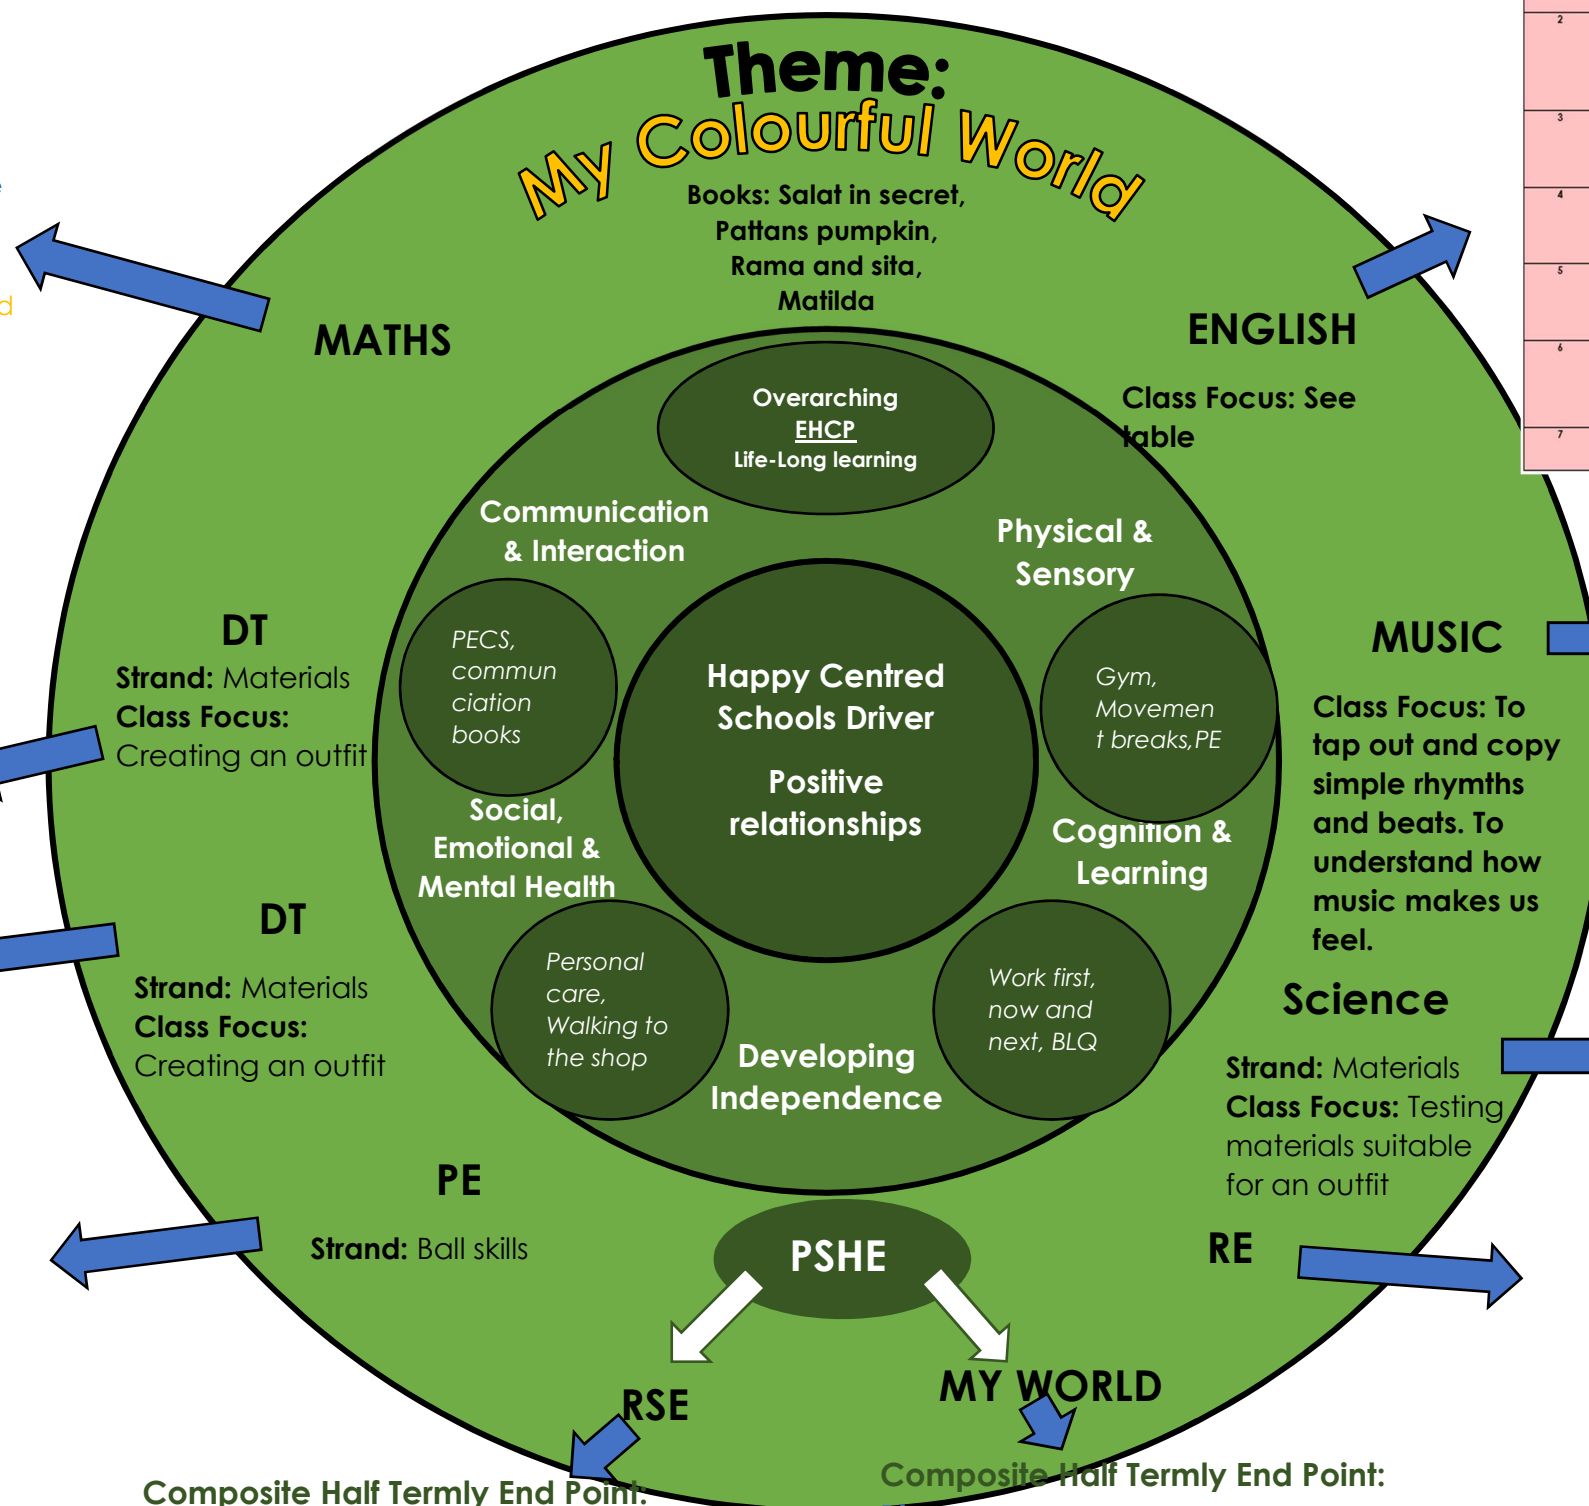 Theme:
My Colourful World
Books: Salat in secret,
Pattans pumpkin,
Rama and sita,
Matilda
MATHS
ENGLISH
Class Focus: See
table
2
3
4
5
6
7
e
d
Overarching
EHCP
Life-Long learning
Communication
& Interaction
Physical &
Sensory
PECS,
commun
ciation
books
Gym,
Movemen
t breaks,PE
Happy Centred
Schools Driver
Positive
relationships
Social,
Emotional &
Mental Health
Cognition &
Learning
Personal
care,
Walking to
the shop
Work first,
now and
next, BLQ
Developing
Independence
DT
Strand: Materials
Class Focus:
Creating an outfit
DT
Strand: Materials
Class Focus:
Creating an outfit
MUSIC
Class Focus: To
tap out and copy
simple rhymths
and beats. To
understand how
music makes us
feel.
Science
Strand: Materials
Class Focus: Testing
materials suitable
for an outfit
PE
Strand: Ball skills
PSHE
RE
RSE
MY WORLD
Composite Half Termly End Point:
Composite Half Termly End Point: